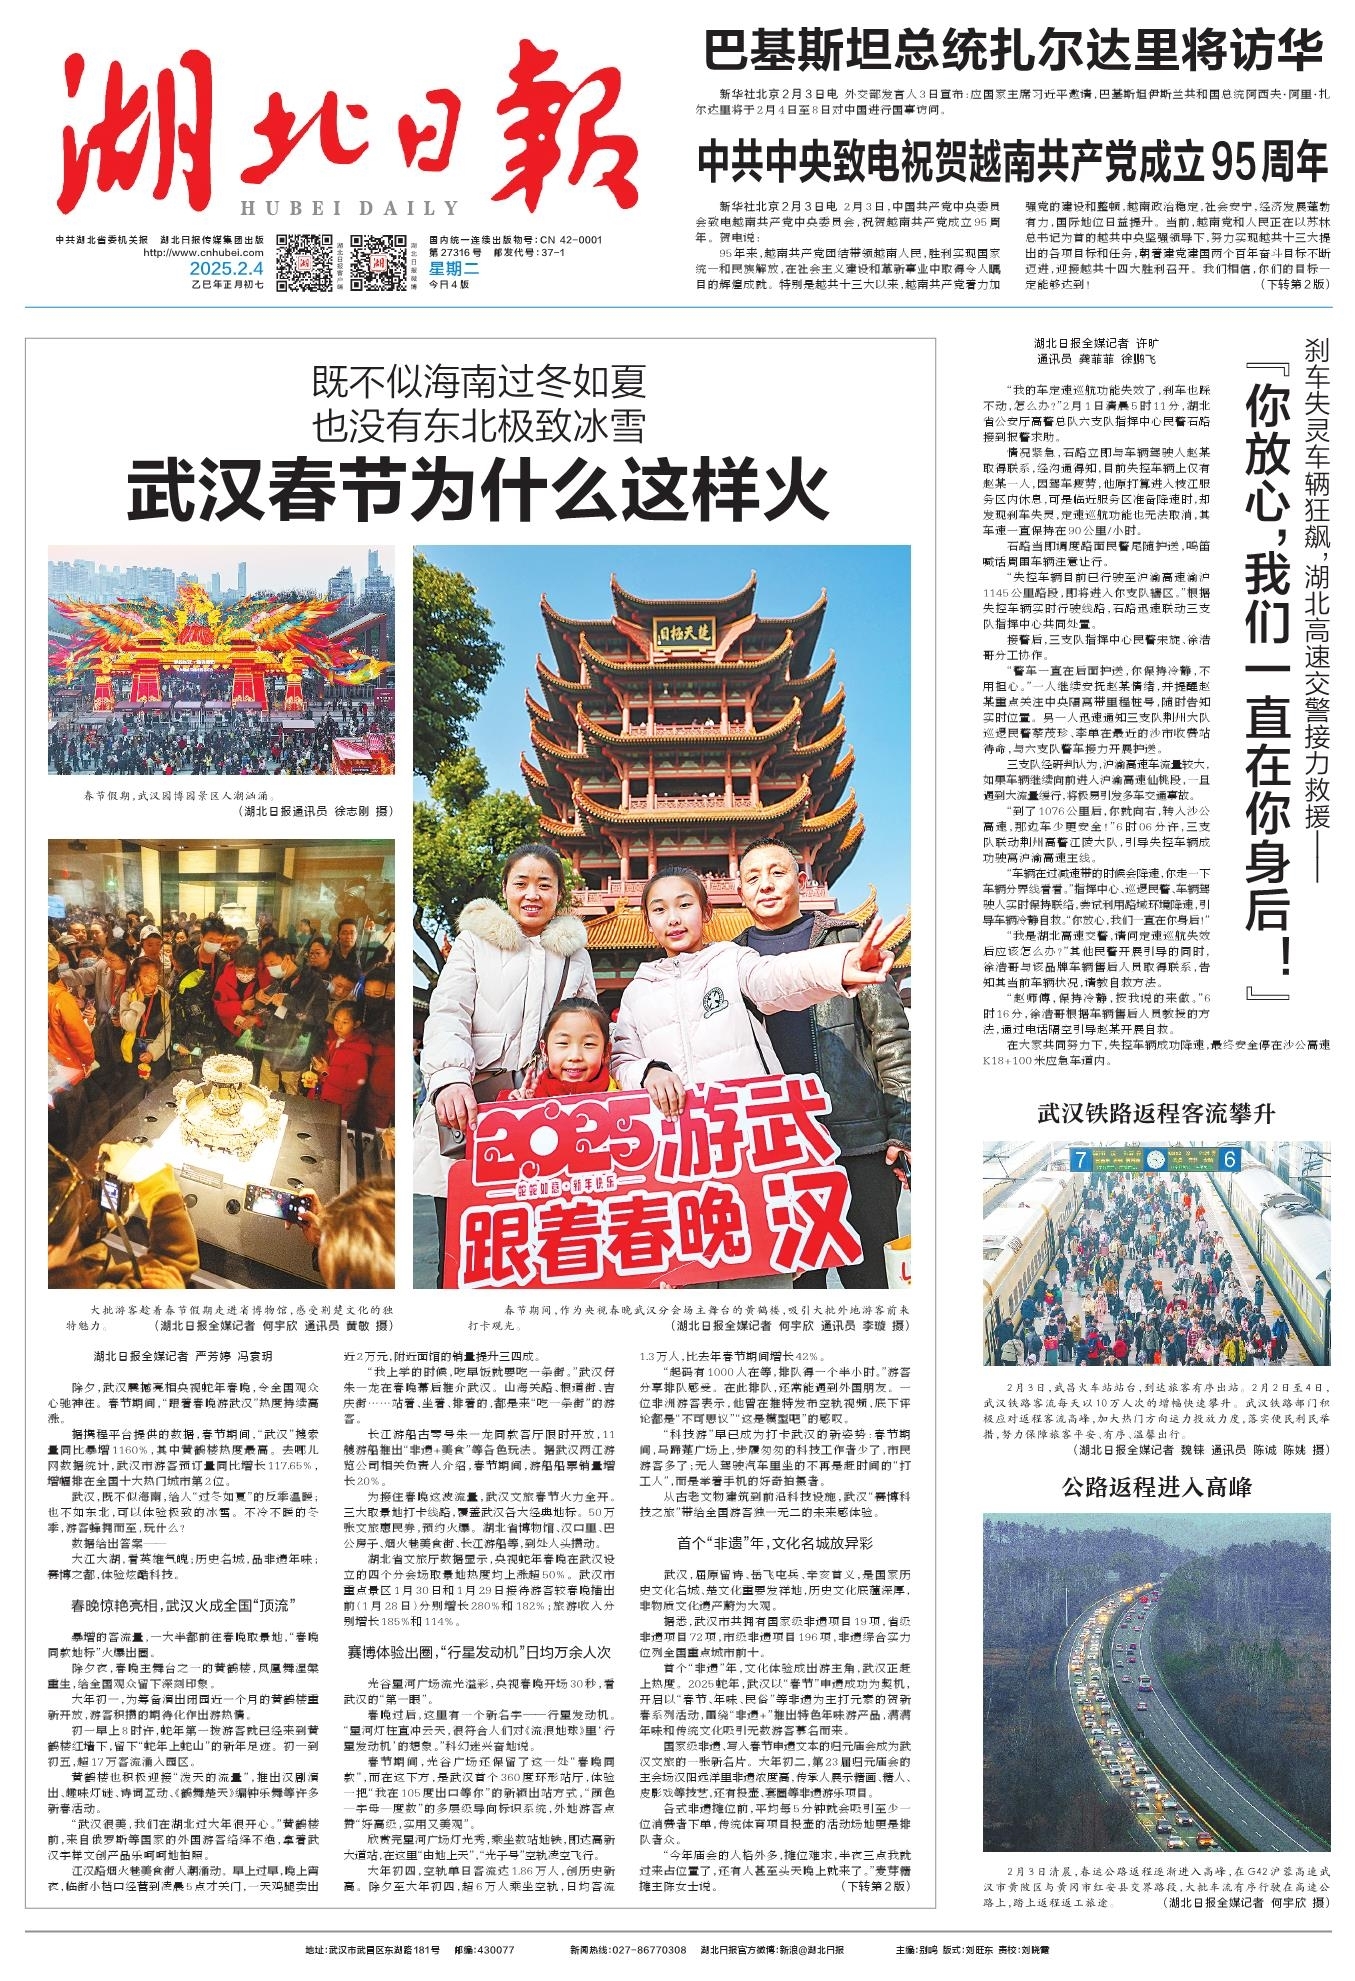 湖北日報
HUBEI DAILY
中共湖北省委机关报　湖北日报传媒集团出版
http://www.cnhubei.com
2025.2.4
乙巳年正月初七
湖北日报客户端
湖北日报微博
国内统一连续出版物号:CN 42-0001
第27316号　邮发代号:37-1
星期二
今日4版
巴基斯坦总统扎尔达里将访华
新华社北京2月3日电 外交部发言人3日宣布:应国家主席习近平邀请,巴基斯坦伊斯兰共和国总统阿西夫·阿里·扎
尔达里将于2月4日至8日对中国进行国事访问。
中共中央致电祝贺越南共产党成立95周年
新华社北京2月3日电 2月3日,中国共产党中央委员
会致电越南共产党中央委员会,祝贺越南共产党成立95周
年。贺电说:
95年来,越南共产党团结带领越南人民,胜利实现国家
统一和民族解放,在社会主义建设和革新事业中取得令人瞩
目的辉煌成就。特别是越共十三大以来,越南共产党着力加
强党的建设和整顿,越南政治稳定,社会安宁,经济发展蓬勃
有力,国际地位日益提升。当前,越南党和人民正在以苏林
总书记为首的越共中央坚强领导下,努力实现越共十三大提
出的各项目标和任务,朝着建党建国两个百年奋斗目标不断
迈进,迎接越共十四大胜利召开。我们相信,你们的目标一
定能够达到!　（下转第2版）
既不似海南过冬如夏
也没有东北极致冰雪
武汉春节为什么这样火
春节假期,武汉园博园景区人潮汹涌。
（湖北日报通讯员 徐志刚 摄）
大批游客趁着春节假期走进省博物馆,感受荆楚文化的独
特魅力。　（湖北日报全媒记者 何宇欣 通讯员 黄敬 摄）
楚天极目
2025游武汉
蛇蛇如意·新年快乐
跟着春晚
春节期间,作为央视春晚武汉分会场主舞台的黄鹤楼,吸引大批外地游客前来
打卡观光。　（湖北日报全媒记者 何宇欣 通讯员 李璇 摄）
湖北日报全媒记者 严芳婷 冯袁玥
除夕,武汉震撼亮相央视蛇年春晚,令全国观众
心驰神往。春节期间,“跟着春晚游武汉”热度持续高
涨。
据携程平台提供的数据,春节期间,“武汉”搜索
量同比暴增1160%,其中黄鹤楼热度最高。去哪儿
网数据统计,武汉市游客预订量同比增长117.65%,
增幅排在全国十大热门城市第2位。
武汉,既不似海南,给人“过冬如夏”的反季温暖;
也不如东北,可以体验极致的冰雪。不冷不暖的冬
季,游客蜂拥而至,玩什么?
数据给出答案——
大江大湖,看英雄气魄;历史名城,品非遗年味;
赛博之都,体验炫酷科技。
春晚惊艳亮相,武汉火成全国“顶流”
暴增的客流量,一大半都前往春晚取景地,“春晚
同款地标”火爆出圈。
除夕夜,春晚主舞台之一的黄鹤楼,凤凰舞涅槃
重生,给全国观众留下深刻印象。
大年初一,为筹备演出闭园近一个月的黄鹤楼重
新开放,游客积攒的期待化作出游热情。
初一早上8时许,蛇年第一拨游客就已经来到黄
鹤楼红墙下,留下“蛇年上蛇山”的新年足迹。初一到
初五,超17万客流涌入园区。
黄鹤楼也积极迎接“泼天的流量”,推出汉剧演
出、趣味灯谜、诗词互动、《鹤舞楚天》编钟乐舞等许多
新春活动。
“武汉很美,我们在湖北过大年很开心。”黄鹤楼
前,来自俄罗斯等国家的外国游客络绎不绝,拿着武
汉字样文创产品乐呵呵地拍照。
江汉路烟火巷美食街人潮涌动。早上过早,晚上宵
夜,临街小档口经营到凌晨5点才关门,一天鸡腿卖出
近2万元,附近面馆的销量提升三四成。
“我上学的时候,吃早饭就要吃一条街。”武汉伢
朱一龙在春晚幕后推介武汉。山海关路、粮道街、吉
庆街……站着、坐着、排着的,都是来“吃一条街”的游
客。
长江游船古琴号朱一龙同款客厅限时开放,11
艘游船推出“非遗+美食”等各色玩法。据武汉两江游
览公司相关负责人介绍,春节期间,游船船票销量增
长20%。
为接住春晚这波流量,武汉文旅春节火力全开。
三大取景地打卡线路,覆盖武汉各大经典地标。50万
张文旅惠民券,预约火爆。湖北省博物馆、汉口里、巴
公房子、烟火巷美食街、长江游船等,到处人头攒动。
湖北省文旅厅数据显示,央视蛇年春晚在武汉设
立的四个分会场取景地热度均上涨超50%。武汉市
重点景区1月30日和1月29日接待游客较春晚播出
前(1月28日)分别增长280%和182%;旅游收入分
别增长185%和114%。
赛博体验出圈,“行星发动机”日均万余人次
光谷星河广场流光溢彩,央视春晚开场30秒,看
武汉的“第一眼”。
春晚过后,这里有一个新名字——行星发动机。
“星河灯柱直冲云天,很符合人们对《流浪地球》里‘行
星发动机’的想象。”科幻迷兴奋地说。
春节期间,光谷广场还保留了这一处“春晚同
款”,而在这下方,是武汉首个360度环形站厅,体验
一把“我在105度出口等你”的新颖出站方式,“颜色
—字母—度数”的多层级导向标识系统,外地游客点
赞“好高级,实用又美观”。
欣赏完星河广场灯光秀,乘坐数站地铁,即达高新
大道站,在这里“由地上天”,“光子号”空轨凌空飞行。
大年初四,空轨单日客流达1.86万人,创历史新
高。除夕至大年初四,超6万人乘坐空轨,日均客流
1.3万人,比去年春节期间增长42%。
“起码有1000人在等,排队得一个半小时。”游客
分享排队感受。在此排队,还常能遇到外国朋友。一
位非洲游客表示,他曾在推特发布空轨视频,底下评
论都是“不可思议”“这是模型吧”的感叹。
“科技游”早已成为打卡武汉的新姿势:春节期
间,马蹄莲广场上,步履匆匆的科技工作者少了,市民
游客多了;无人驾驶汽车里坐的不再是赶时间的“打
工人”,而是举着手机的好奇拍摄者。
从古老文物建筑到前沿科技设施,武汉“赛博科
技之旅”带给全国游客独一无二的未来感体验。
首个“非遗”年,文化名城放异彩
武汉,屈原留诗、岳飞屯兵、辛亥首义,是国家历
史文化名城、楚文化重要发祥地,历史文化底蕴深厚,
非物质文化遗产蔚为大观。
据悉,武汉市共拥有国家级非遗项目19项,省级
非遗项目72项,市级非遗项目196项,非遗综合实力
位列全国重点城市前十。
首个“非遗”年,文化体验成出游主角,武汉正赶
上热度。2025蛇年,武汉以“春节”申遗成功为契机,
开启以“春节、年味、民俗”等非遗为主打元素的贺新
春系列活动,围绕“非遗+”推出特色年味游产品,满满
年味和传统文化吸引无数游客慕名而来。
国家级非遗、写入春节申遗文本的归元庙会成为武
汉文旅的一张新名片。大年初二,第23届归元庙会的
主会场汉阳远洋里非遗浓度高,传承人展示糖画、糖人、
皮影戏等技艺,还有投壶、套圈等非遗游乐项目。
各式非遗摊位前,平均每5分钟就会吸引至少一
位消费者下单,传统体育项目投壶的活动场地更是排
队者众。
“今年庙会的人格外多,摊位难求,半夜三点我就
过来占位置了,还有人甚至头天晚上就来了。”麦芽糖
摊主陈女士说。　（下转第2版）
刹车失灵车辆狂飙,湖北高速交警接力救援——
『你放心,我们一直在你身后!』
湖北日报全媒记者 许旷
通讯员 龚菲菲 徐鹏飞
“我的车定速巡航功能失效了,刹车也踩
不动,怎么办?”2月1日清晨5时11分,湖北
省公安厅高警总队六支队指挥中心民警石路
接到报警求助。
情况紧急,石路立即与车辆驾驶人赵某
取得联系,经沟通得知,目前失控车辆上仅有
赵某一人,因驾车疲劳,他原打算进入枝江服
务区内休息,可是临近服务区准备降速时,却
发现刹车失灵,定速巡航功能也无法取消,其
车速一直保持在90公里/小时。
石路当即调度路面民警尾随护送,鸣笛
喊话周围车辆注意让行。
“失控车辆目前已行驶至沪渝高速渝沪
1145公里路段,即将进入你支队辖区。”根据
失控车辆实时行驶线路,石路迅速联动三支
队指挥中心共同处置。
接警后,三支队指挥中心民警宋旋、徐浩
哥分工协作。
“警车一直在后面护送,你保持冷静,不
用担心。”一人继续安抚赵某情绪,并提醒赵
某重点关注中央隔离带里程桩号,随时告知
实时位置。另一人迅速通知三支队荆州大队
巡逻民警蔡茂珍、李单在最近的沙市收费站
待命,与六支队警车接力开展护送。
三支队经研判认为,沪渝高速车流量较大,
如果车辆继续向前进入沪渝高速仙桃段,一旦
遇到大流量缓行,将极易引发多车交通事故。
“到了1076公里后,你就向右,转入沙公
高速,那边车少更安全!”6时06分许,三支
队联动荆州高警江陵大队,引导失控车辆成
功驶离沪渝高速主线。
“车辆在过减速带的时候会降速,你走一下
车辆分界线看看。”指挥中心、巡逻民警、车辆驾
驶人实时保持联络,尝试利用路域环境降速,引
导车辆冷静自救。“你放心,我们一直在你身后!”
“我是湖北高速交警,请问定速巡航失效
后应该怎么办?”其他民警开展引导的同时,
徐浩哥与该品牌车辆售后人员取得联系,告
知其当前车辆状况,请教自救方法。
“赵师傅,保持冷静,按我说的来做。”6
时16分,徐浩哥根据车辆售后人员教授的方
法,通过电话隔空引导赵某开展自救。
在大家共同努力下,失控车辆成功降速,最终安全停在沙公高速
K18+100米应急车道内。
武汉铁路返程客流攀升
7
6
2月3日,武昌火车站站台,到达旅客有序出站。2月2日至4日,
武汉铁路客流每天以10万人次的增幅快速攀升。武汉铁路部门积
极应对返程客流高峰,加大热门方向运力投放力度,落实便民利民举
措,努力保障旅客平安、有序、温馨出行。
（湖北日报全媒记者 魏铼 通讯员 陈诚 陈姚 摄）
公路返程进入高峰
2月3日清晨,春运公路返程逐渐进入高峰,在G42沪蓉高速武
汉市黄陂区与黄冈市红安县交界路段,大批车流有序行驶在高速公
路上,踏上返程返工旅途。　（湖北日报全媒记者 何宇欣 摄）
地址:武汉市武昌区东湖路181号　邮编:430077　新闻热线:027-86770308　湖北日报官方微博:新浪@湖北日报　主编:别鸣 版式:刘旺东 责校:刘晓霞